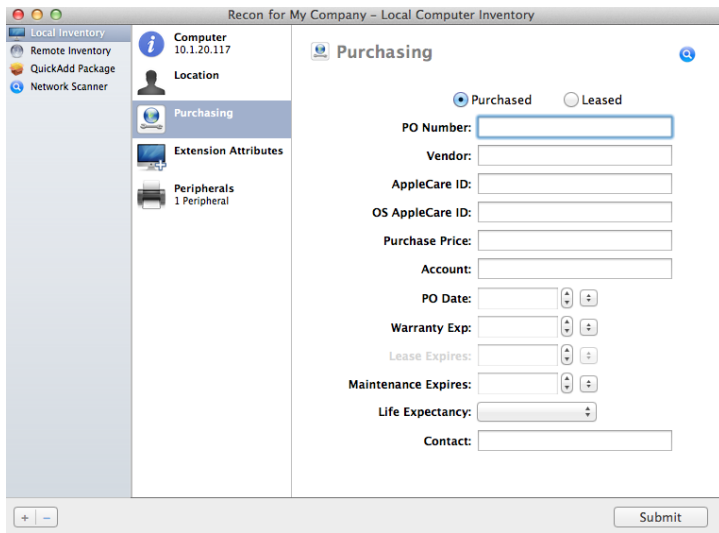 Recon for My Company – Local Computer Inventory
Local Inventory
Remote Inventory
QuickAdd Package
Network Scanner
Computer
10.1.20.117
Location
Purchasing
Extension Attributes
Peripherals
1 Peripheral
Purchasing
Purchased Leased
PO Number:
Vendor:
AppleCare ID:
OS AppleCare ID:
Purchase Price:
Account:
PO Date:
Warranty Exp:
Lease Expires:
Maintenance Expires:
Life Expectancy:
Contact:
+ − Submit